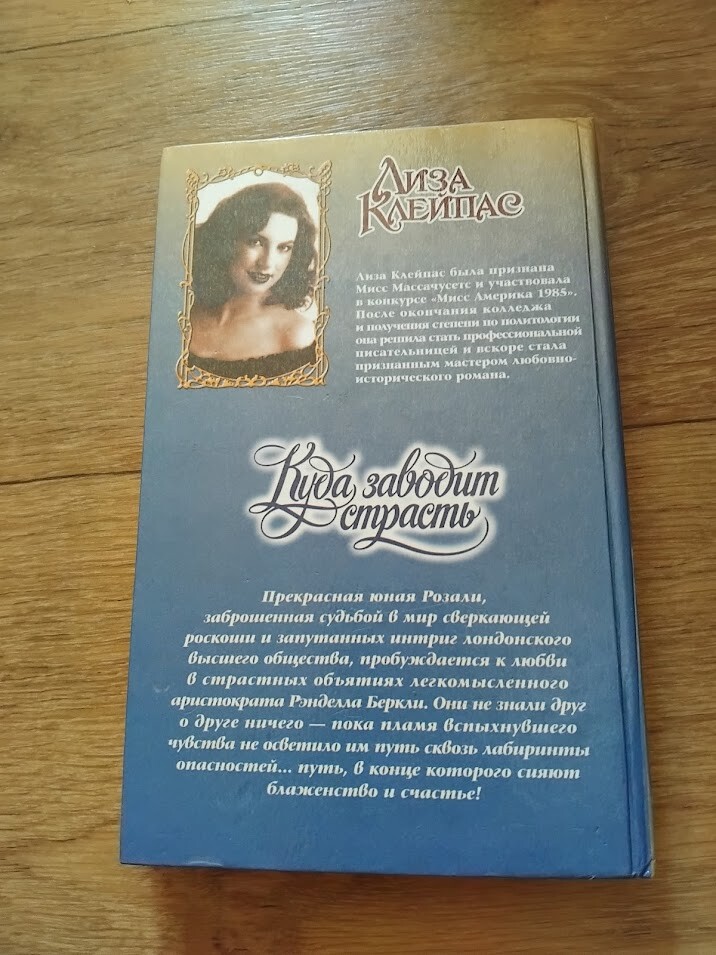 Лиза
Клейпас
Лиза Клейпас была признана
Мисс Массачусетс и участвовала
в конкурсе «Мисс Америка 1985».
После окончания колледжа
и получения степени по политологии
она решила стать профессиональной
писательницей и вскоре стала
признанным мастером любовно-
исторического романа.
Куда заводит
страсть
Прекрасная юная Розали,
заброшенная судьбой в мир сверкающей
роскоши и запутанных интриг лондонского
высшего общества, пробуждается к любви
в страстных объятиях легкомысленного
аристократа Рэнделла Беркли. Они не знали друг
о друге ничего — пока пламя вспыхнувшего
чувства не осветило им путь сквозь лабиринты
опасностей... путь, в конце которого сияют
блаженство и счастье!